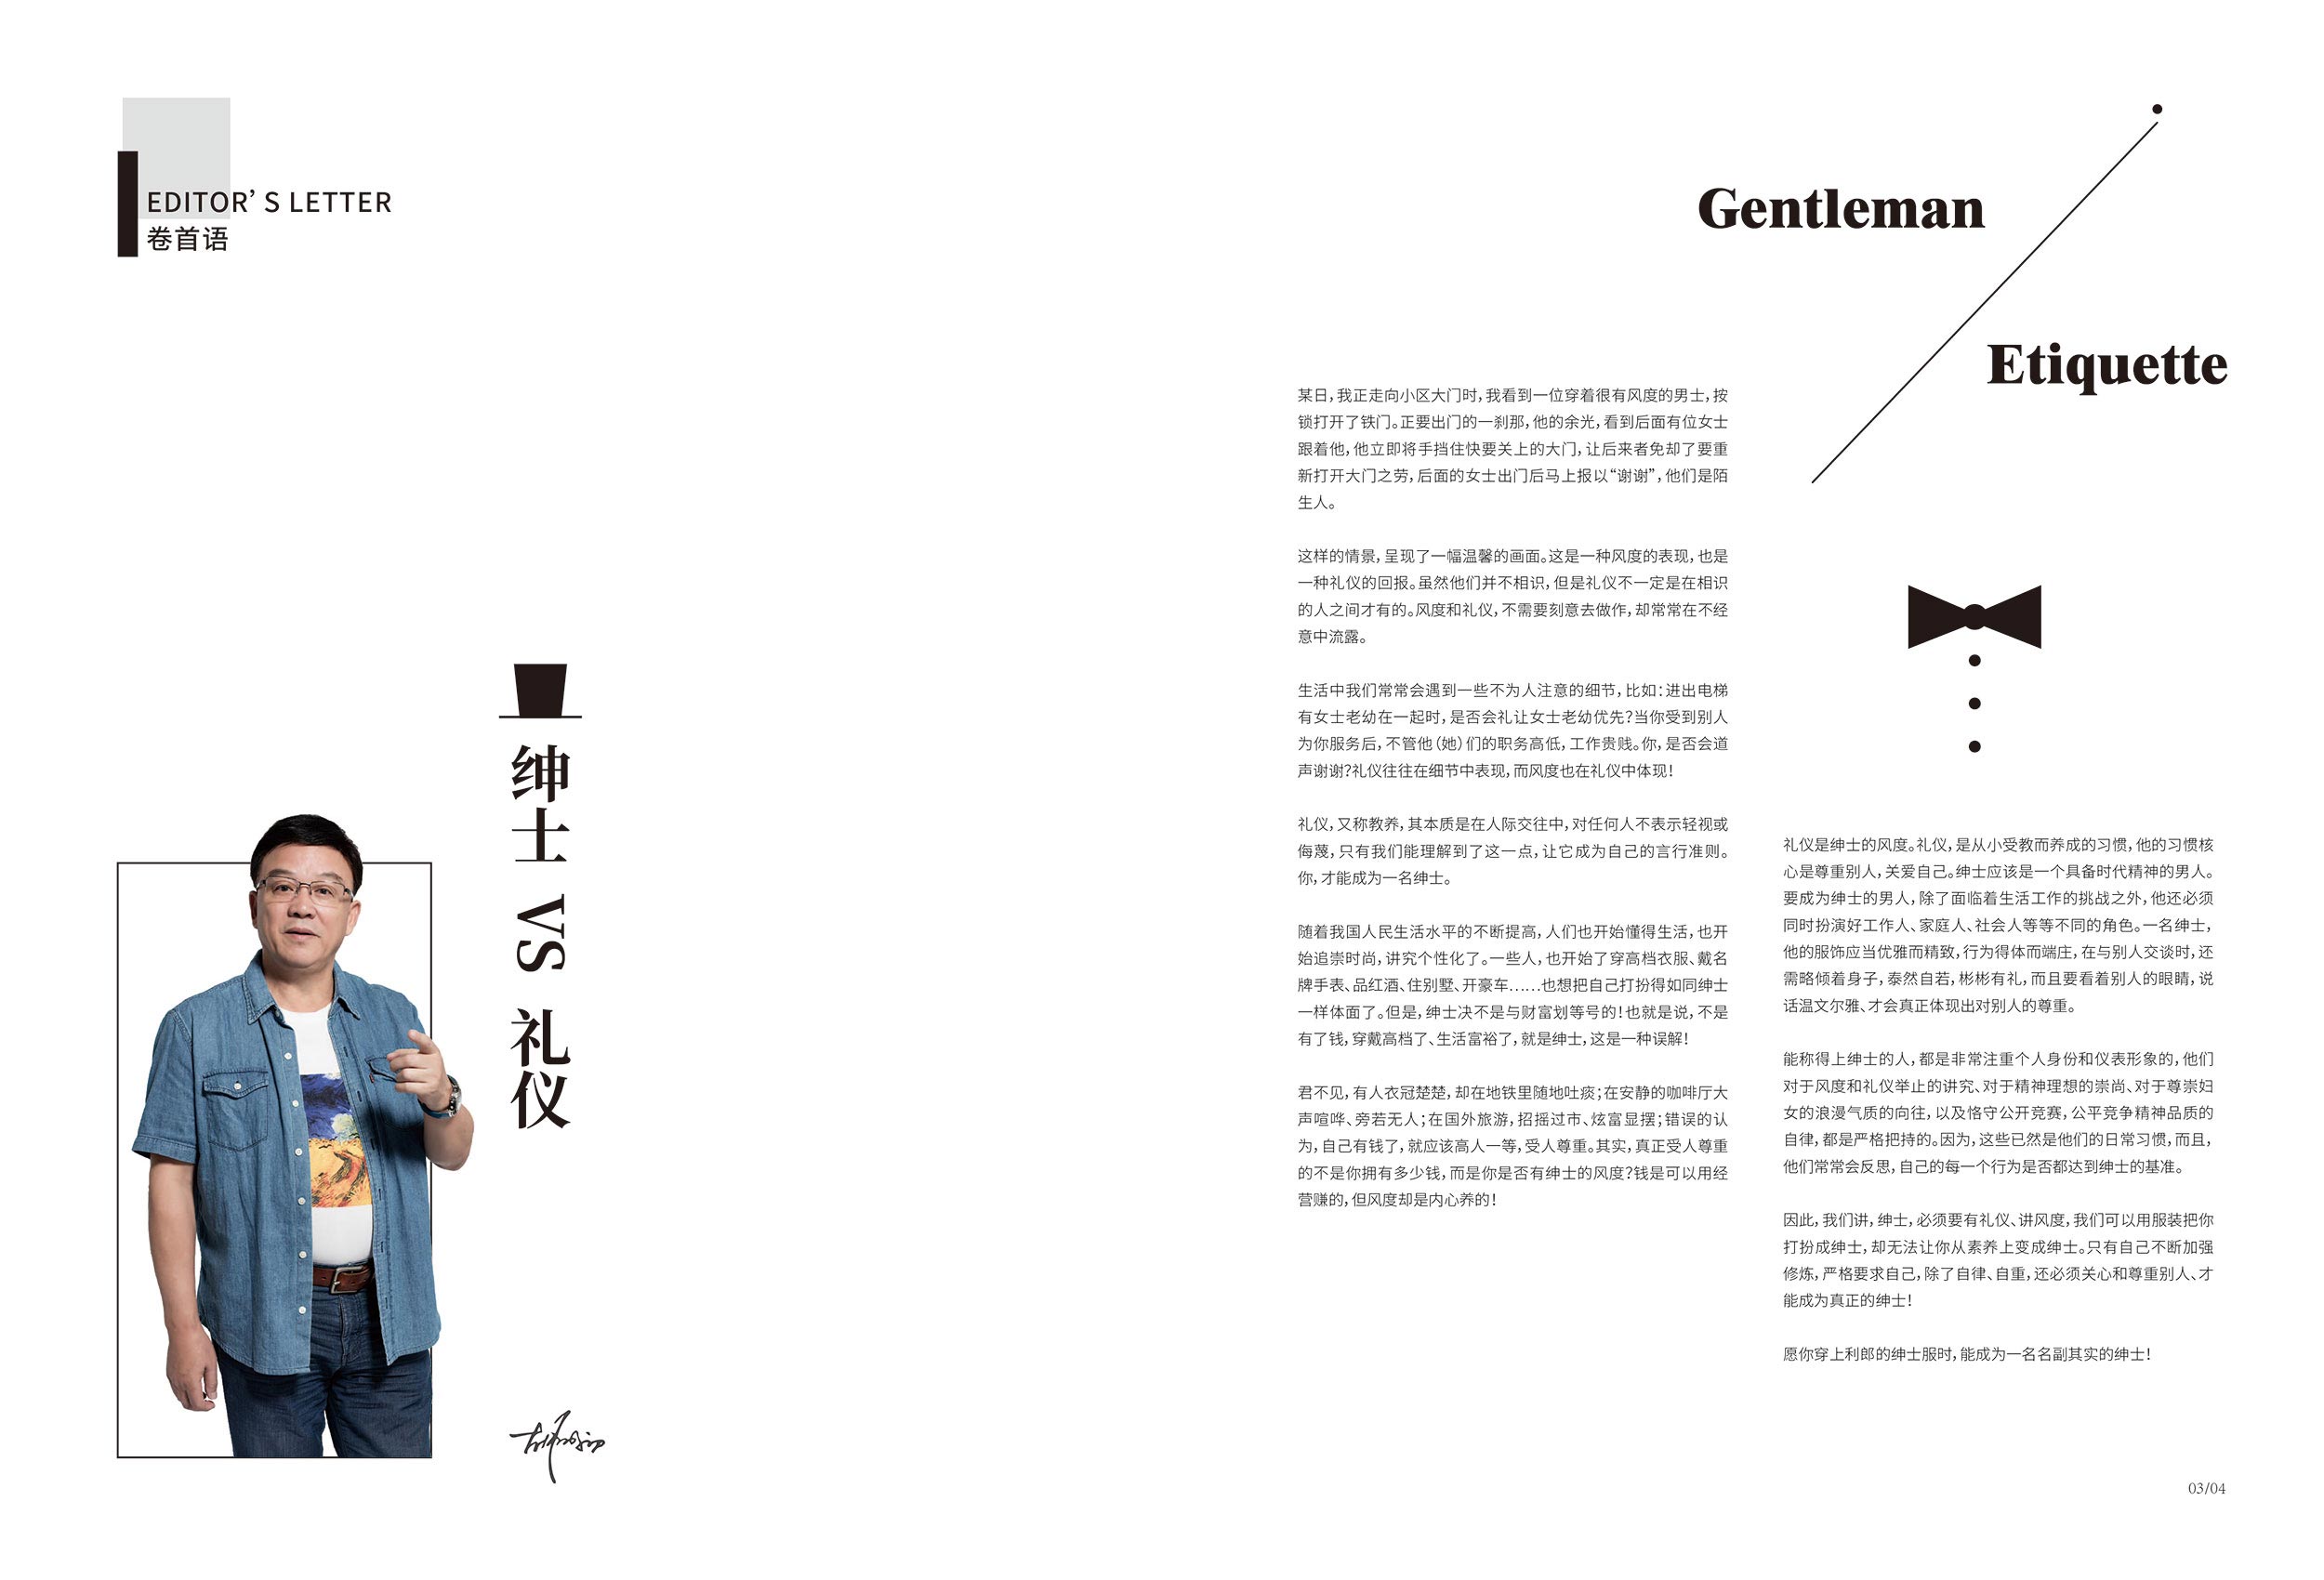 EDITOR’S LETTER
卷首语
绅士 VS 礼仪
Gentleman
Etiquette
某日，我正走向小区大门时，我看到一位穿着很有风度的男士，按
锁打开了铁门。正要出门的一刹那，他的余光，看到后面有位女士
跟着他，他立即将手挡住快要关上的大门，让后来者免却了要重
新打开大门之劳，后面的女士出门后马上报以“谢谢”，他们是陌
生人。
这样的情景，呈现了一幅温馨的画面。这是一种风度的表现，也是
一种礼仪的回报。虽然他们并不相识，但是礼仪不一定是在相识
的人之间才有的。风度和礼仪，不需要刻意去做作，却常常在不经
意中流露。
生活中我们常常会遇到一些不为人注意的细节，比如：进出电梯
有女士老幼在一起时，是否会礼让女士老幼优先？当你受到别人
为你服务后，不管他（她）们的职务高低，工作贵贱。你，是否会道
声谢谢？礼仪往往在细节中表现，而风度也在礼仪中体现！
礼仪，又称教养，其本质是在人际交往中，对任何人不表示轻视或
侮蔑，只有我们能理解到了这一点，让它成为自己的言行准则。
你，才能成为一名绅士。
随着我国人民生活水平的不断提高，人们也开始懂得生活，也开
始追崇时尚，讲究个性化了。一些人，也开始了穿高档衣服、戴名
牌手表、品红酒、住别墅、开豪车……也想把自己打扮得如同绅士
一样体面了。但是，绅士决不是与财富划等号的！也就是说，不是
有了钱，穿戴高档了、生活富裕了，就是绅士，这是一种误解！
君不见，有人衣冠楚楚，却在地铁里随地吐痰；在安静的咖啡厅大
声喧哗、旁若无人；在国外旅游，招摇过市、炫富显摆；错误的认
为，自己有钱了，就应该高人一等，受人尊重。其实，真正受人尊重
的不是你拥有多少钱，而是你是否有绅士的风度？钱是可以用经
营赚的，但风度却是内心养的！
礼仪是绅士的风度。礼仪，是从小受教而养成的习惯，他的习惯核
心是尊重别人，关爱自己。绅士应该是一个具备时代精神的男人。
要成为绅士的男人，除了面临着生活工作的挑战之外，他还必须
同时扮演好工作人、家庭人、社会人等等不同的角色。一名绅士，
他的服饰应当优雅而精致，行为得体而端庄，在与别人交谈时，还
需略倾着身子，泰然自若，彬彬有礼，而且要看着别人的眼睛，说
话温文尔雅、才会真正体现出对别人的尊重。
能称得上绅士的人，都是非常注重个人身份和仪表形象的，他们
对于风度和礼仪举止的讲究、对于精神理想的崇尚、对于尊崇妇
女的浪漫气质的向往，以及恪守公开竞赛，公平竞争精神品质的
自律，都是严格把持的。因为，这些已然是他们的日常习惯，而且，
他们常常会反思，自己的每一个行为是否都达到绅士的基准。
因此，我们讲，绅士，必须要有礼仪、讲风度，我们可以用服装把你
打扮成绅士，却无法让你从素养上变成绅士。只有自己不断加强
修炼，严格要求自己，除了自律、自重，还必须关心和尊重别人、才
能成为真正的绅士！
愿你穿上利郎的绅士服时，能成为一名名副其实的绅士！
03/04